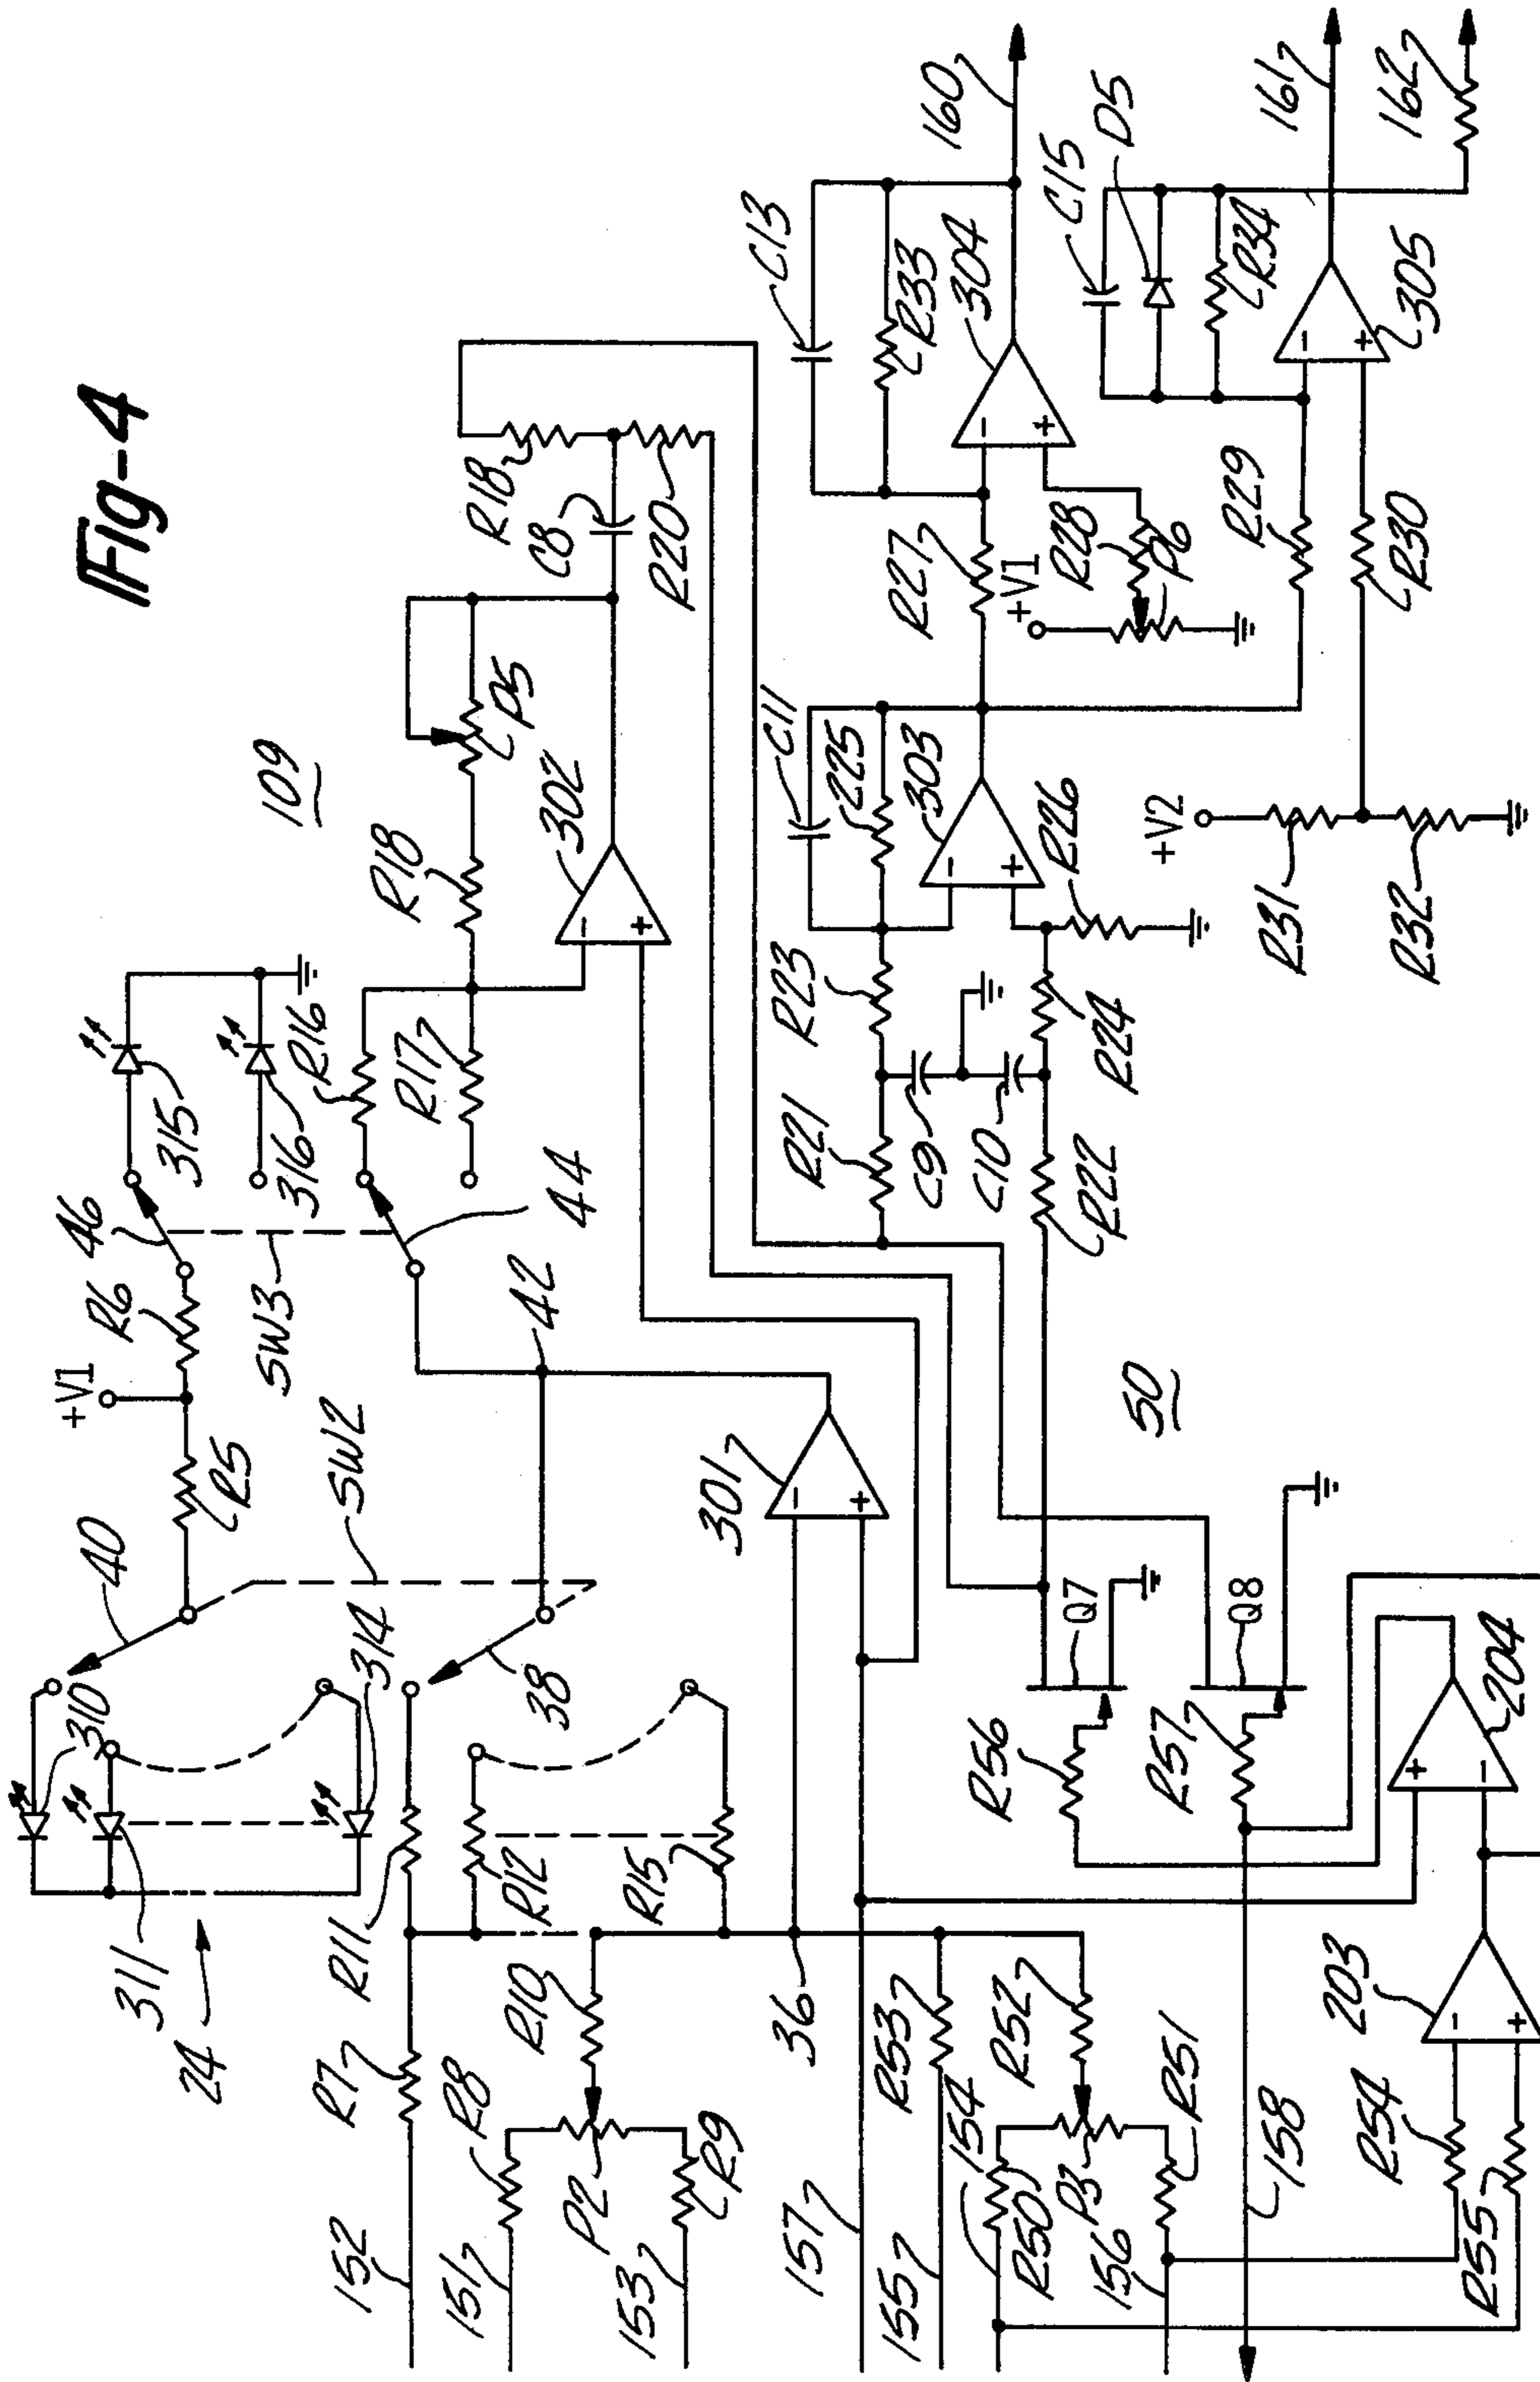 Fig-4
109
24
310
311
314
40
+V1
R5
R6
46
SW2
SW3
315
316
R16
R17
44
42
38
R11
R12
R15
R7
152
R8
151
P2
R10
R9
153
36
301
157
R18
P5
302
R18
C8
R20
R53
155
R52
154
R50
P3
R51
156
158
R54
R55
203
204
R56
R57
Q7
Q8
50
R21
R23
C9
C10
R22
R24
C11
225
303
R226
+V2
R31
R32
R27
+V1
R28
P6
C13
R33
304
160
R29
R30
C15
D5
R34
305
161
162
-
+
-
+
-
+
-
+
-
+
-
+
+
-